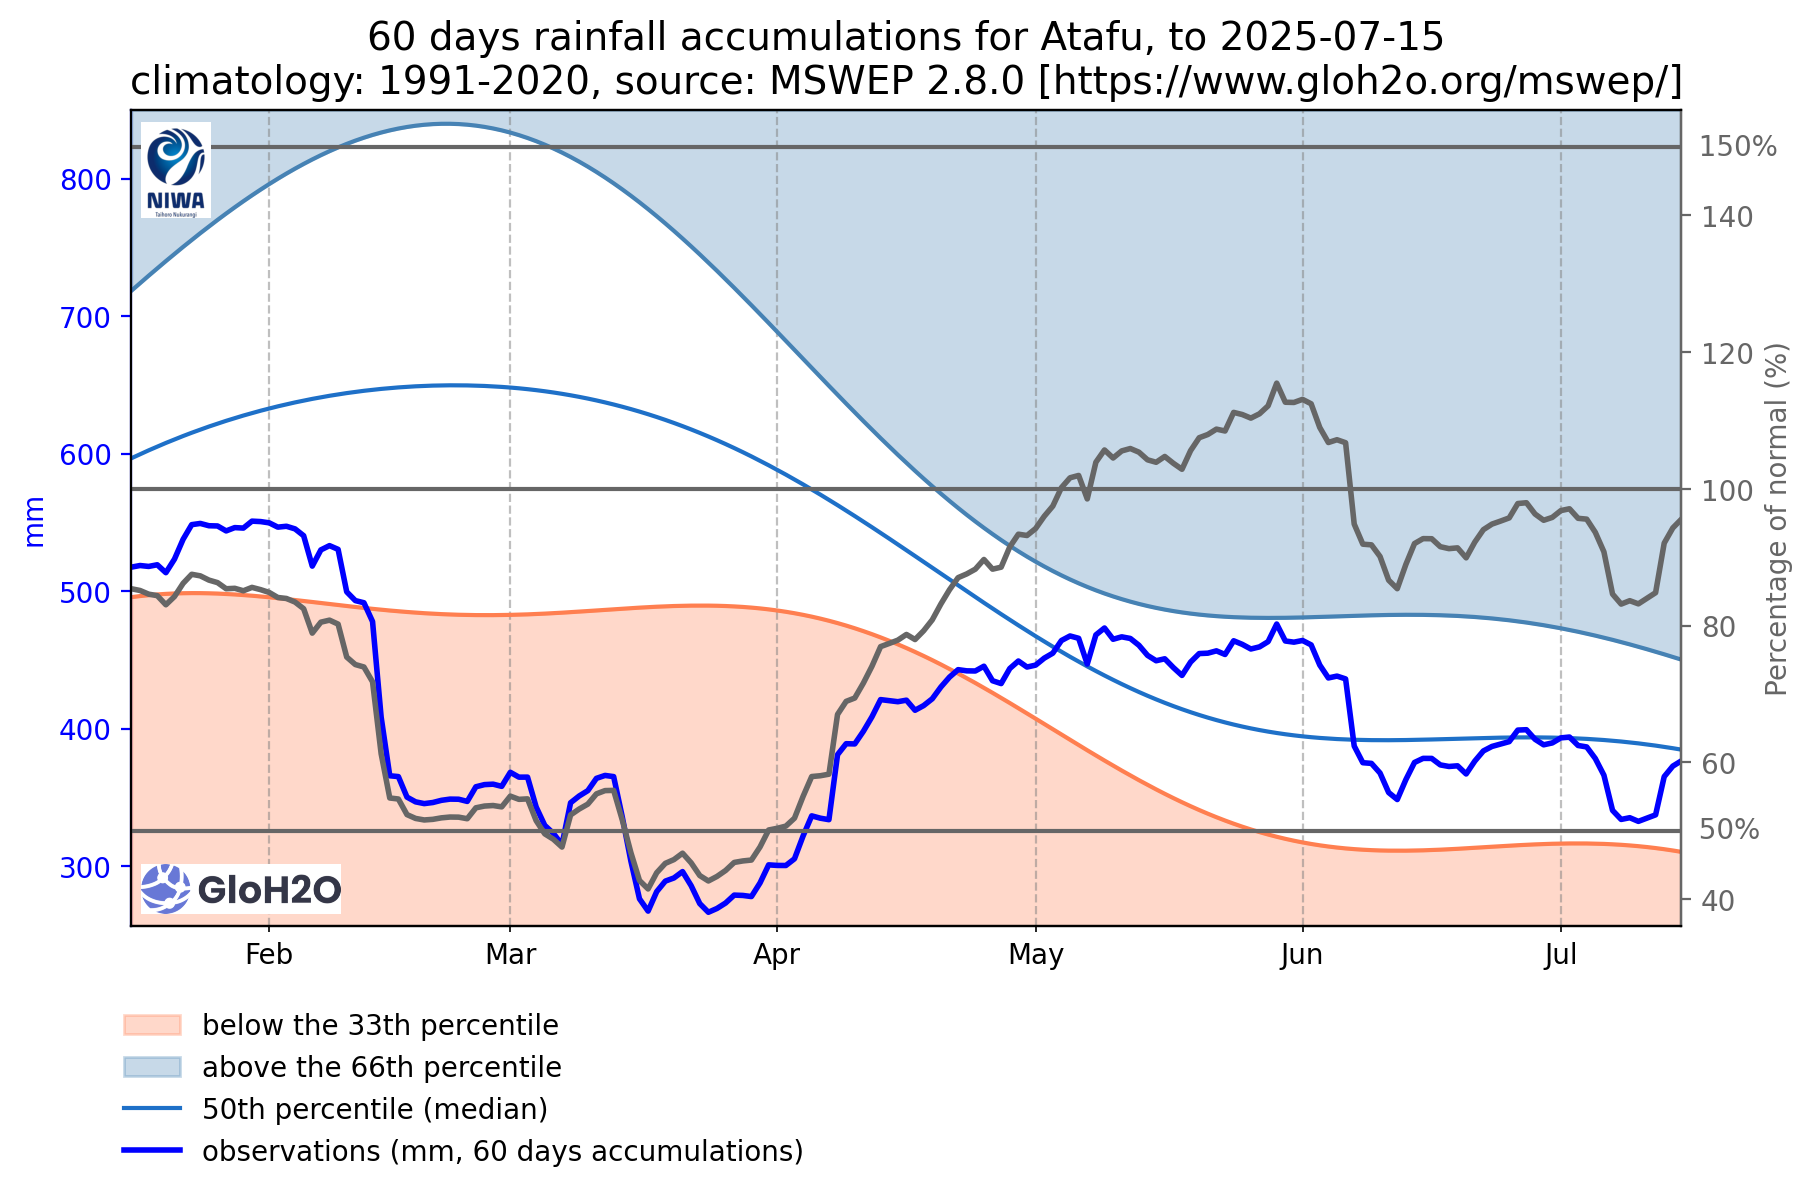 60 days rainfall accumulations for Atafu, to 2025-07-15
climatology: 1991-2020, source: MSWEP 2.8.0 [https://www.gloh2o.org/mswep/]
NIWA
Taihoro Nukurangi
800
700
600
500
400
300
mm
150%
140
120
100
80
60
50%
40
Percentage of normal (%)
GloH2O
Feb Mar Apr May Jun Jul
below the 33th percentile
above the 66th percentile
50th percentile (median)
observations (mm, 60 days accumulations)